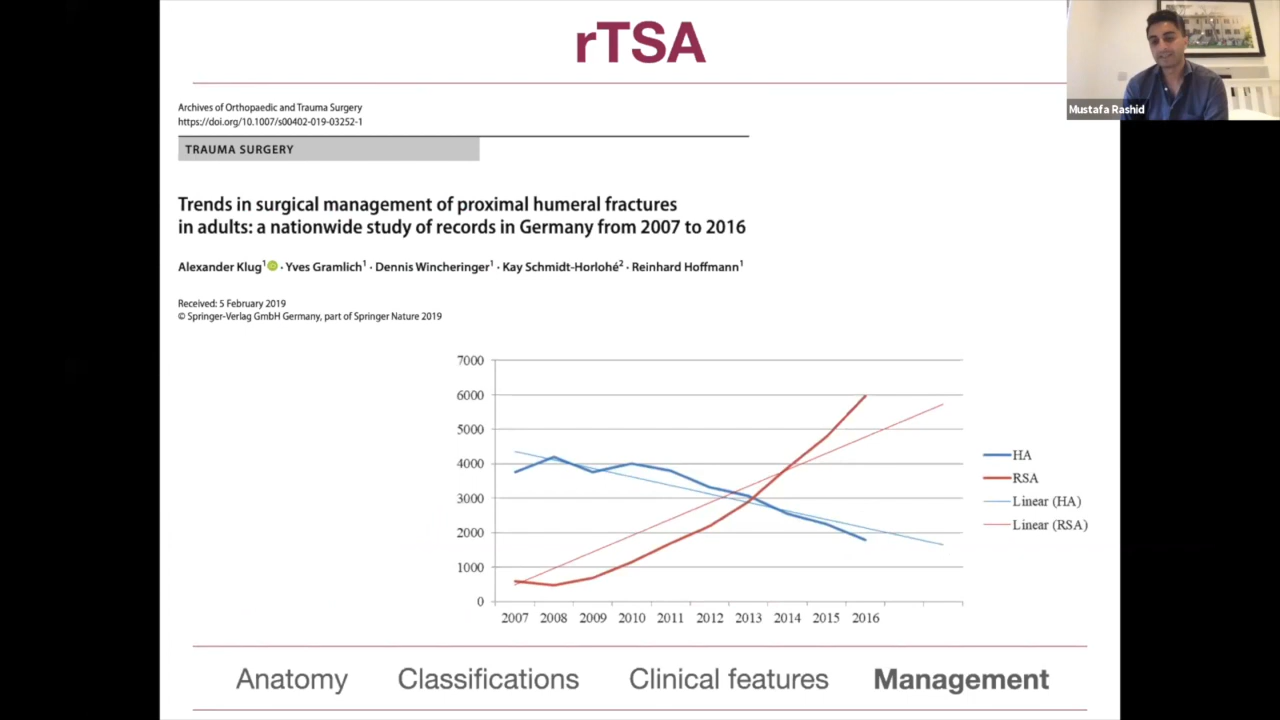 rTSA
Mustafa Rashid
Archives of Orthopaedic and Trauma Surgery
https://doi.org/10.1007/s00402-019-03252-1
TRAUMA SURGERY
Trends in surgical management of proximal humeral fractures
in adults: a nationwide study of records in Germany from 2007 to 2016
Alexander Klug1 · Yves Gramlich1 · Dennis Wincheringer1 · Kay Schmidt-Horlohé2 · Reinhard Hoffmann1
Received: 5 February 2019
© Springer-Verlag GmbH Germany, part of Springer Nature 2019
7000
6000
5000
4000
3000
2000
1000
0
2007 2008 2009 2010 2011 2012 2013 2014 2015 2016
HA
RSA
Linear (HA)
Linear (RSA)
Anatomy Classifications Clinical features Management